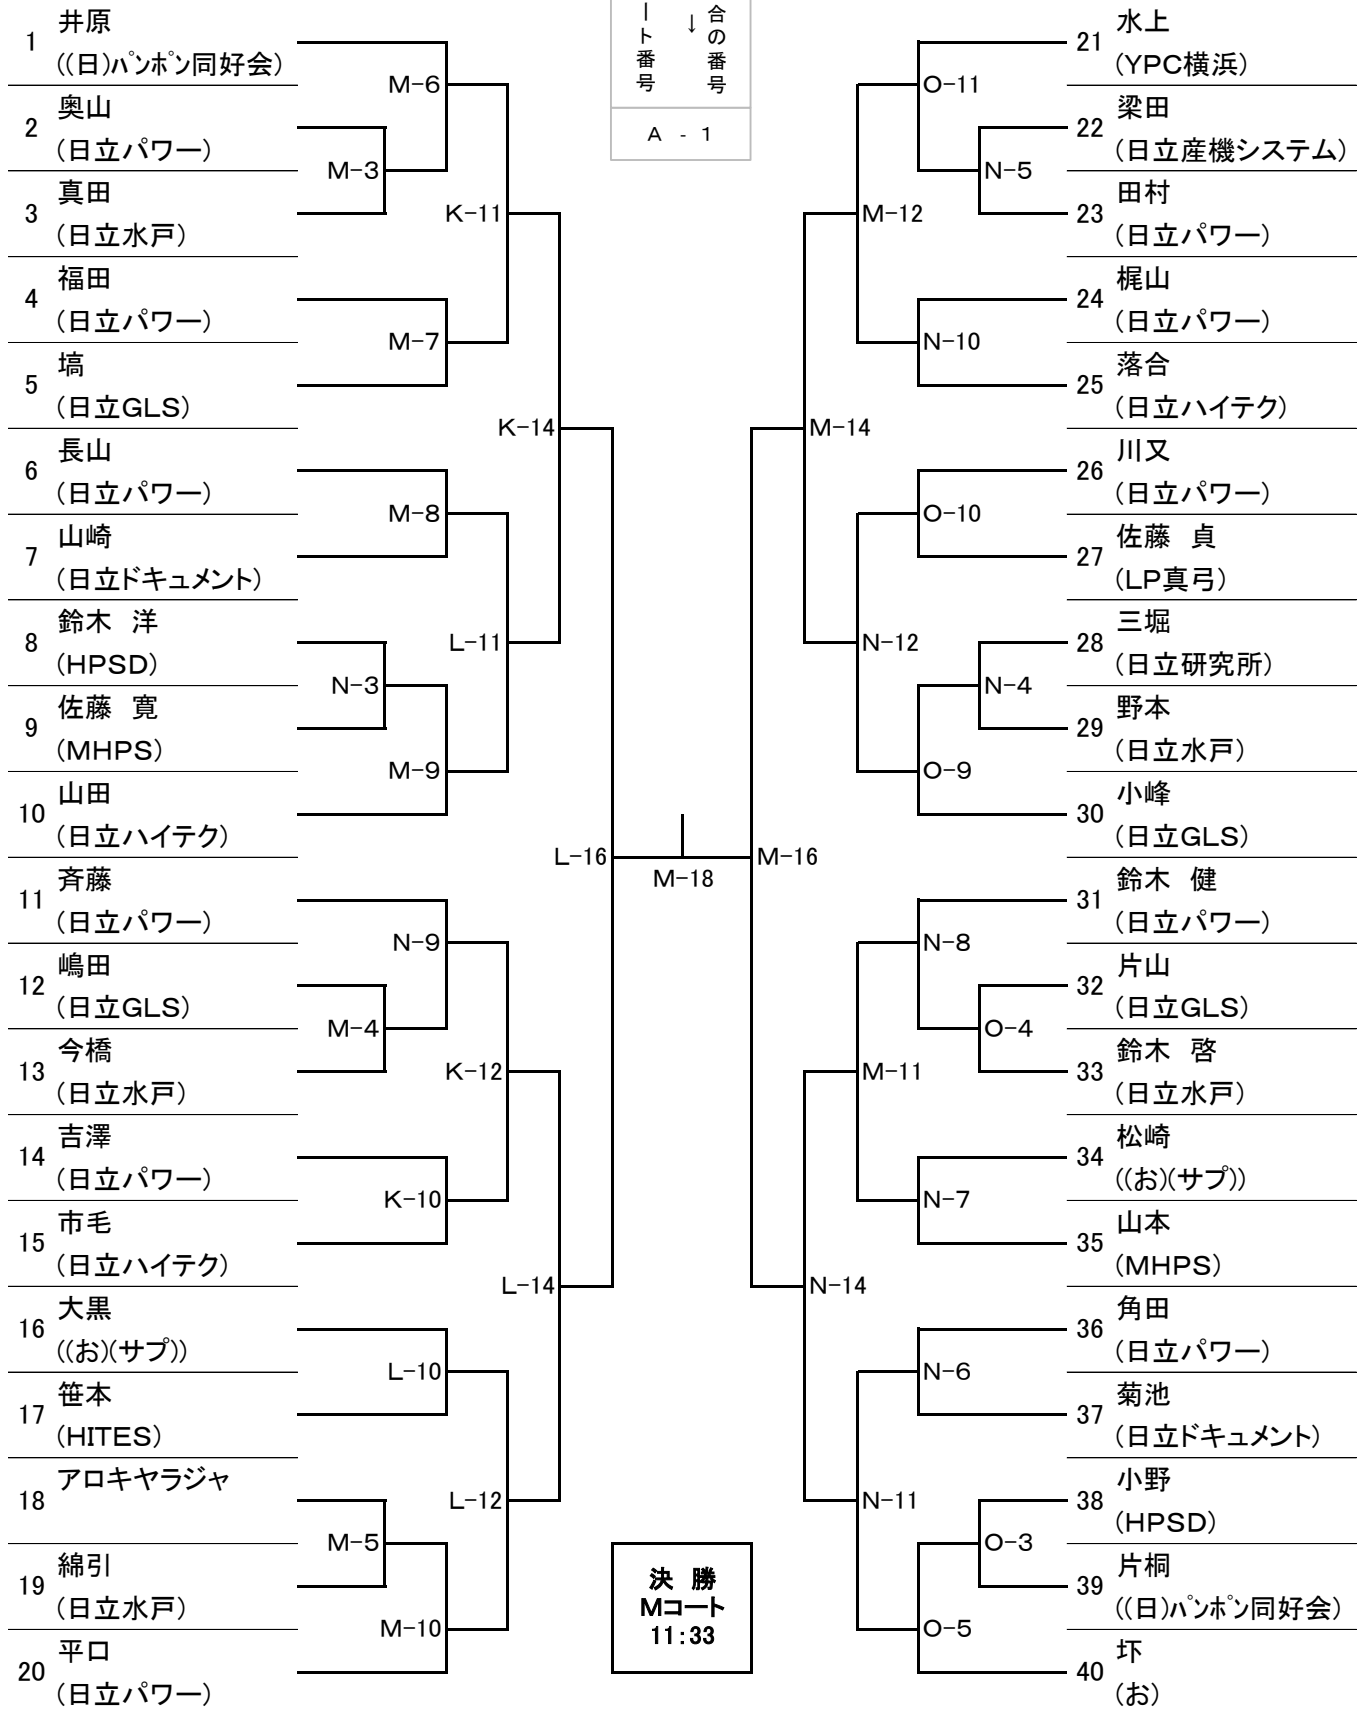 1 井原
((日)ﾊﾟﾝﾎﾟﾝ同好会)
2 奥山
(日立パワー)
3 真田
(日立水戸)
4 福田
(日立パワー)
5 塙
(日立GLS)
6 長山
(日立パワー)
7 山崎
(日立ドキュメント)
8 鈴木 洋
(HPSD)
9 佐藤 寛
(MHPS)
10 山田
(日立ハイテク)
11 斉藤
(日立パワー)
12 嶋田
(日立GLS)
13 今橋
(日立水戸)
14 吉澤
(日立パワー)
15 市毛
(日立ハイテク)
16 大黒
((お)(サプ))
17 笹本
(HITES)
18 アロキヤラジャ
19 綿引
(日立水戸)
20 平口
(日立パワー)
M-6
M-3
K-11
M-7
K-14
M-8
L-11
N-3
M-9
L-16
N-9
M-4
K-12
K-10
L-14
L-10
L-12
M-5
M-10
ート番号
↓
合の番号
A - 1
M-18
決 勝
Mコート
11:33
O-11
N-5
M-12
N-10
M-14
O-10
N-12
N-4
O-9
M-16
N-8
O-4
M-11
N-7
N-14
N-6
N-11
O-3
O-5
21 水上
(YPC横浜)
22 梁田
(日立産機システム)
23 田村
(日立パワー)
24 梶山
(日立パワー)
25 落合
(日立ハイテク)
26 川又
(日立パワー)
27 佐藤 貞
(LP真弓)
28 三堀
(日立研究所)
29 野本
(日立水戸)
30 小峰
(日立GLS)
31 鈴木 健
(日立パワー)
32 片山
(日立GLS)
33 鈴木 啓
(日立水戸)
34 松崎
((お)(サプ))
35 山本
(MHPS)
36 角田
(日立パワー)
37 菊池
(日立ドキュメント)
38 小野
(HPSD)
39 片桐
((日)ﾊﾟﾝﾎﾟﾝ同好会)
40 圷
(お)